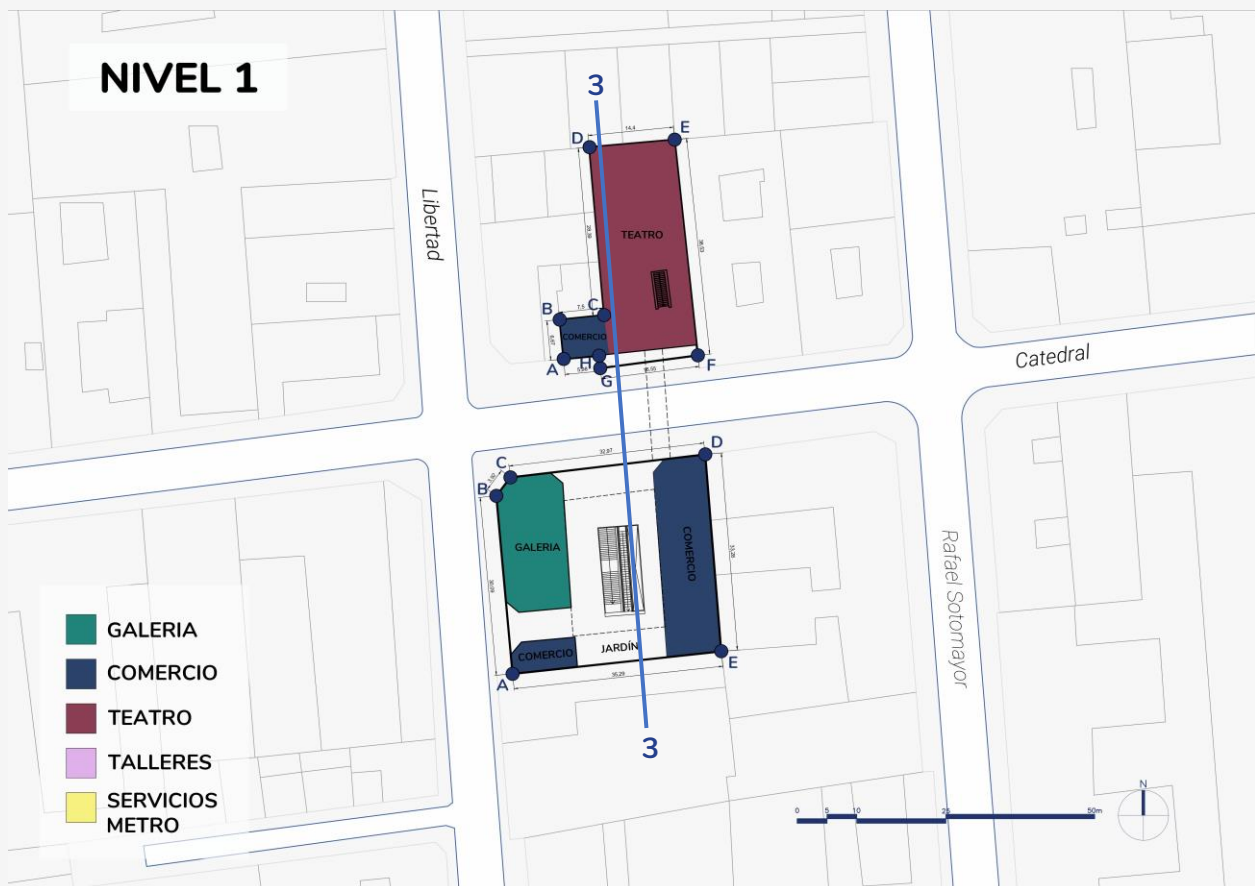 NIVEL 1
3
D
14,4
E
Libertad
TEATRO
B
7,5
C
COMERCIO
H
A
G
F
Catedral
C
32,97
D
B
GALERIA
COMERCIO
Rafael Sotomayor
COMERCIO
JARDÍN
A
35,29
E
3
GALERIA
COMERCIO
TEATRO
TALLERES
SERVICIOS
METRO
0 5 10 25 50m
N